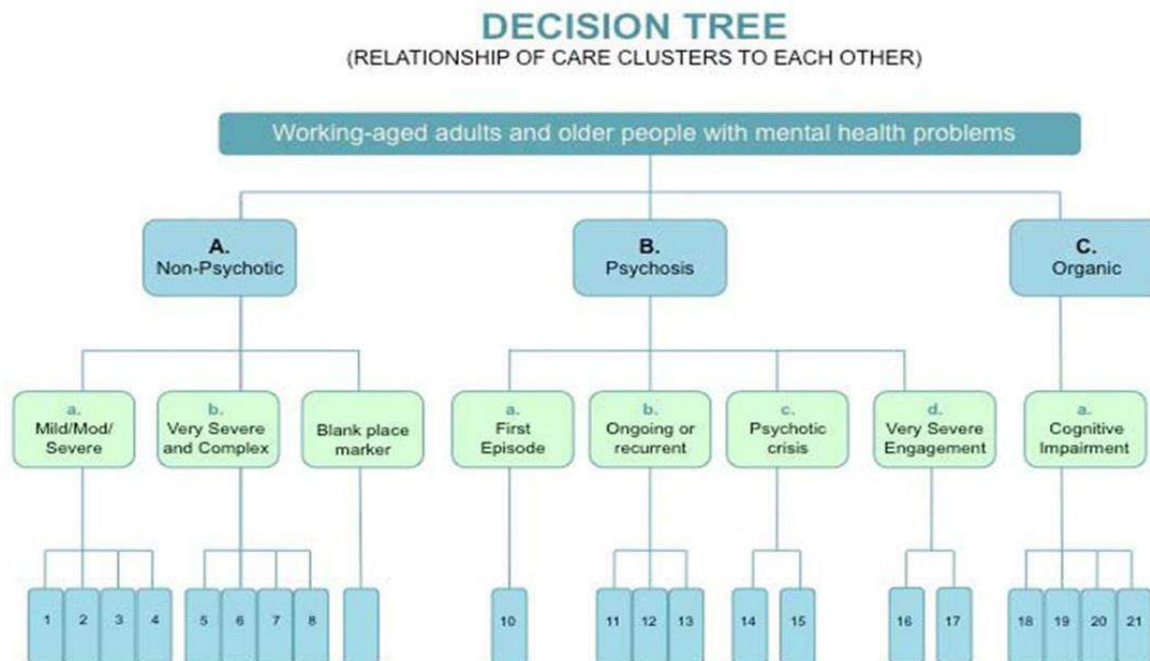 DECISION TREE
(RELATIONSHIP OF CARE CLUSTERS TO EACH OTHER)
Working-aged adults and older people with mental health problems
A.
Non-Psychotic
B.
Psychosis
C.
Organic
a.
Mild/Mod/
Severe
b.
Very Severe
and Complex
Blank place
marker
a.
First
Episode
b.
Ongoing or
recurrent
c.
Psychotic
crisis
d.
Very Severe
Engagement
a.
Cognitive
Impairment
1 2 3 4 5 6 7 8 10 11 12 13 14 15 16 17 18 19 20 21